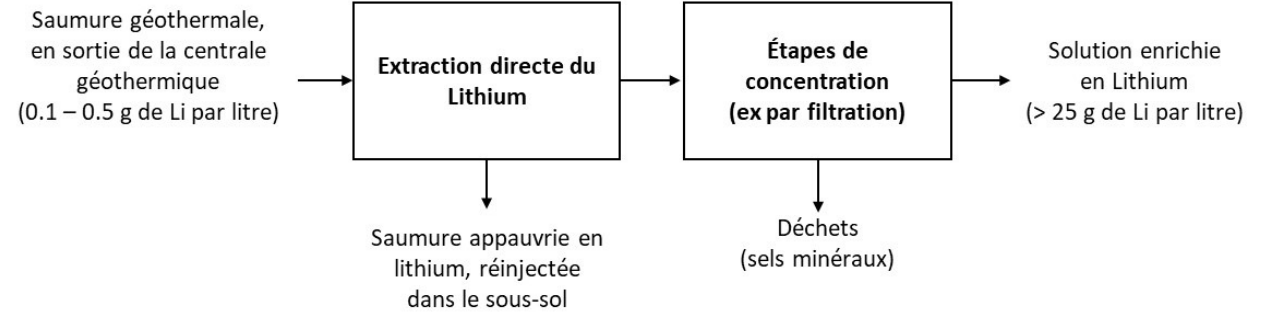 Saumure géothermale,
en sortie de la centrale
géothermique
(0.1 – 0.5 g de Li par litre)
Extraction directe du
Lithium
Étapes de
concentration
(ex par filtration)
Solution enrichie
en Lithium
(> 25 g de Li par litre)
Saumure appauvrie en
lithium, réinjectée
dans le sous-sol
Déchets
(sels minéraux)